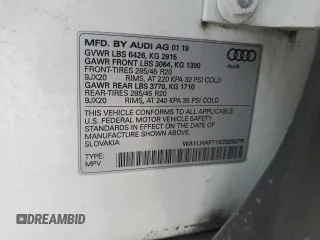 MFD. BY AUDI AG 01 19
GVWR LBS 6426, KG 2915
GAWR FRONT LBS 3064, KG 1390
FRONT-TIRES 285/45 R20
9JX20 RIMS, AT 220 KPA 32 PSI COLD
GAWR REAR LBS 3770, KG 1710
REAR-TIRES 285/45 R20
9JX20 RIMS, AT 240 KPA 35 PSI COLD
Audi
THIS VEHICLE CONFORMS TO ALL APPLICABLE
U.S. FEDERAL MOTOR VEHICLE SAFETY
STANDARDS IN EFFECT ON THE DATE OF
MANUFACTURE SHOWN ABOVE.
SLOVAKIA
TYPE:
MPV
© AutoBidMaster